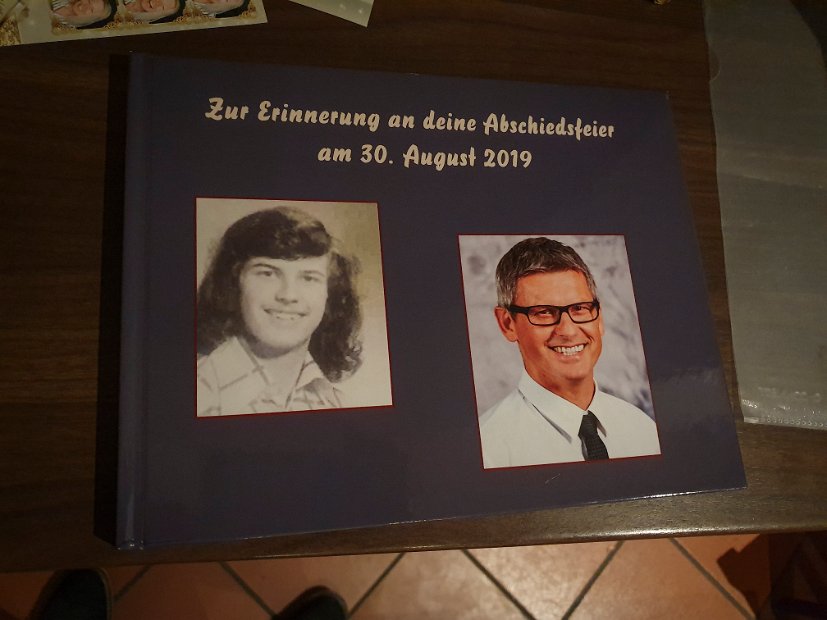 Zur Erinnerung an deine Abschiedsfeier
am 30. August 2019